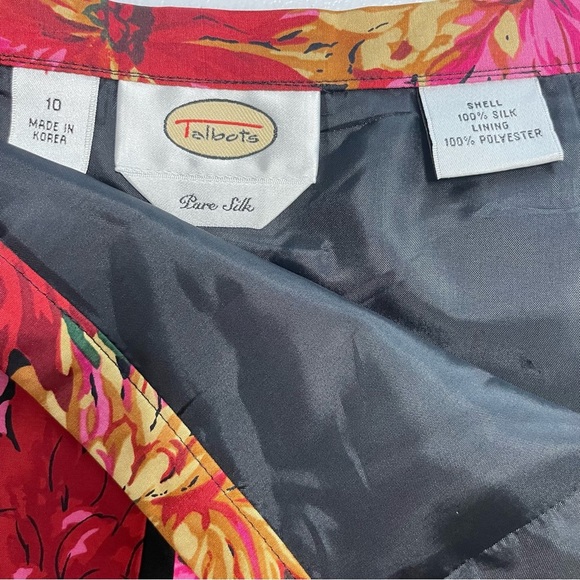 10
MADE IN
KOREA
Talbots
Pure Silk
SHELL
100% SILK
LINING
100% POLYESTER